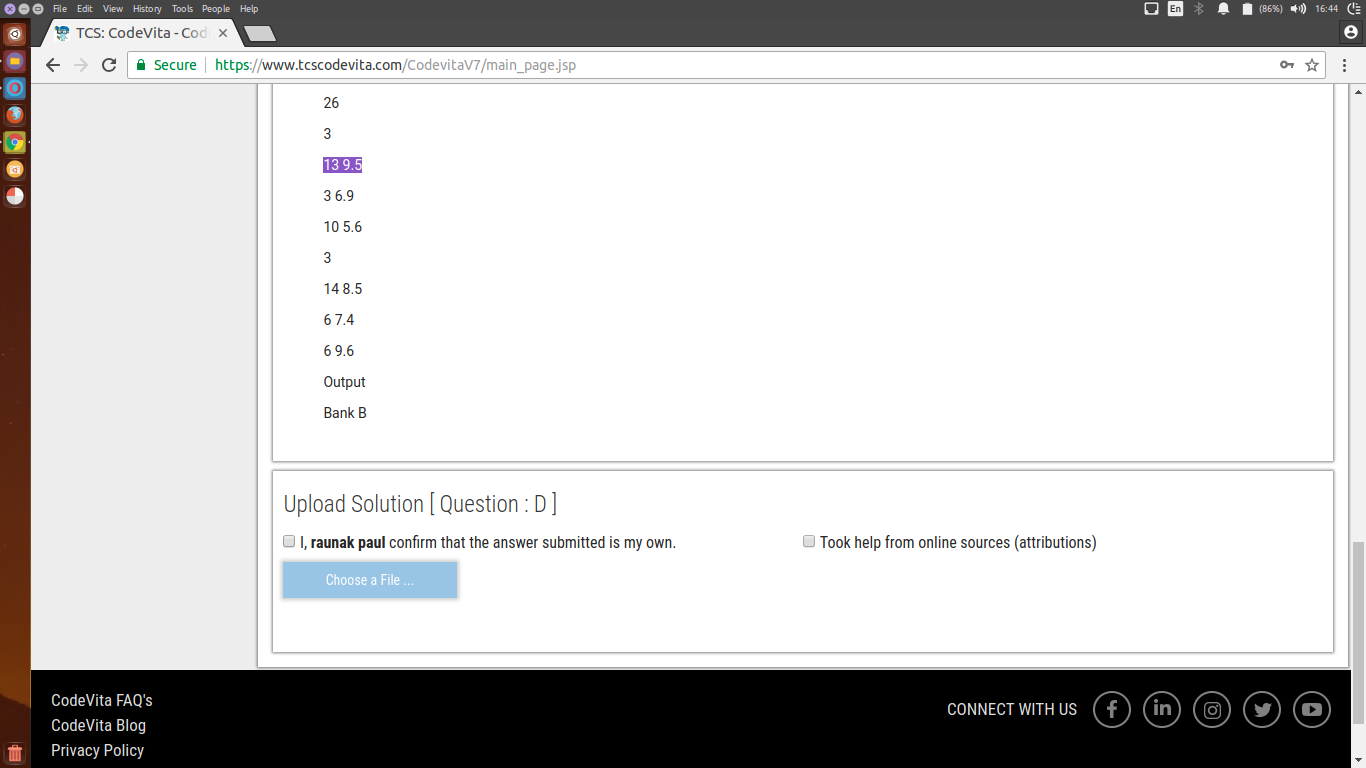 File Edit View History Tools People Help
En (86%) 16:44
TCS: CodeVita - Cod
Secure https://www.tcscodevita.com/CodevitaV7/main_page.jsp
26
3
13 9.5
3 6.9
10 5.6
3
14 8.5
6 7.4
6 9.6
Output
Bank B
Upload Solution [ Question : D ]
I, raunak paul confirm that the answer submitted is my own.
Took help from online sources (attributions)
Choose a File ...
CodeVita FAQ's
CodeVita Blog
Privacy Policy
CONNECT WITH US